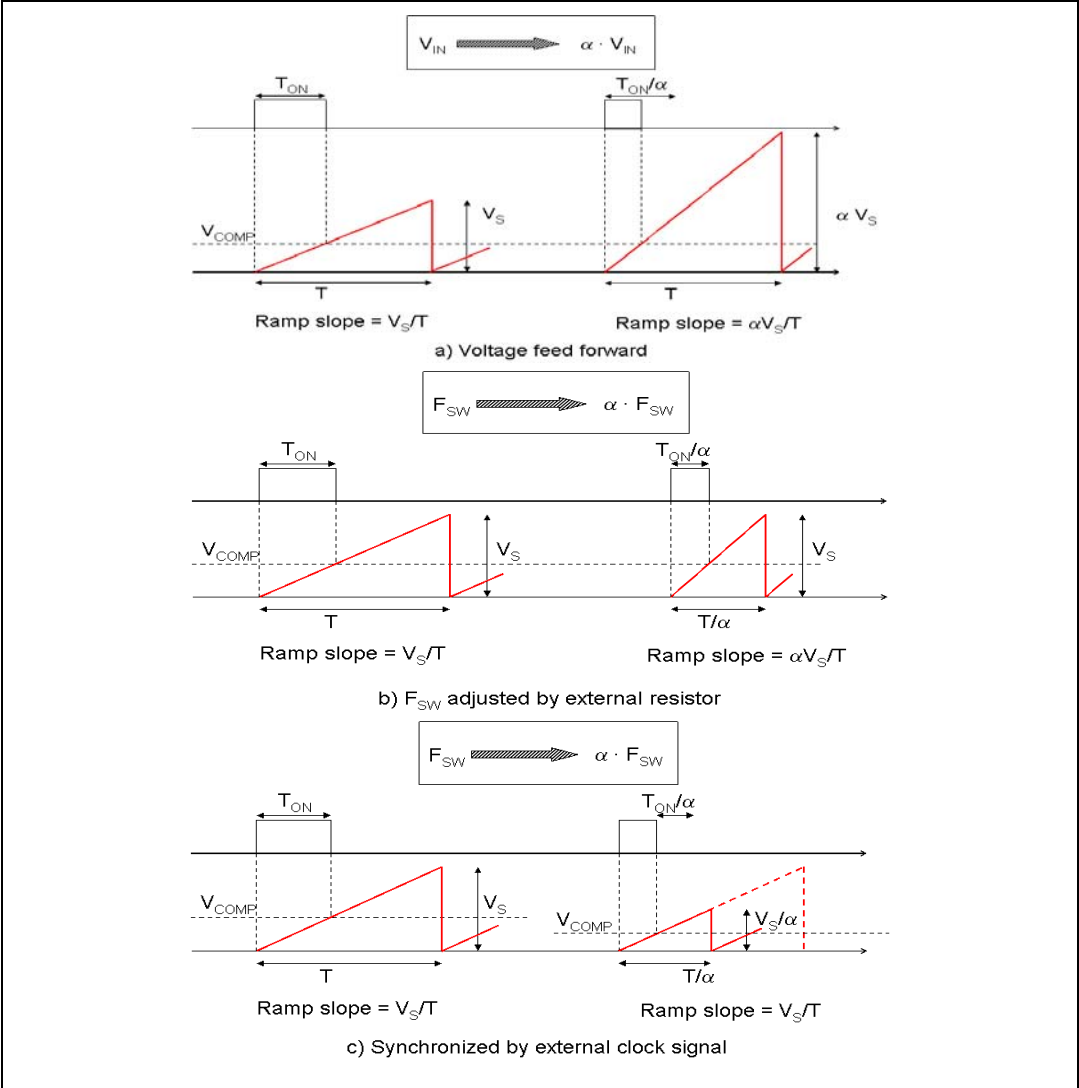 V_IN α · V_IN
T_ON T_ON/α
V_S α V_S
V_COMP
T T
Ramp slope = V_S/T Ramp slope = αV_S/T
a) Voltage feed forward
F_SW α · F_SW
T_ON T_ON/α
V_COMP V_S V_S
T T/α
Ramp slope = V_S/T Ramp slope = αV_S/T
b) F_SW adjusted by external resistor
F_SW α · F_SW
T_ON T_ON/α
V_COMP V_S V_COMP V_S/α
T T/α
Ramp slope = V_S/T Ramp slope = V_S/T
c) Synchronized by external clock signal